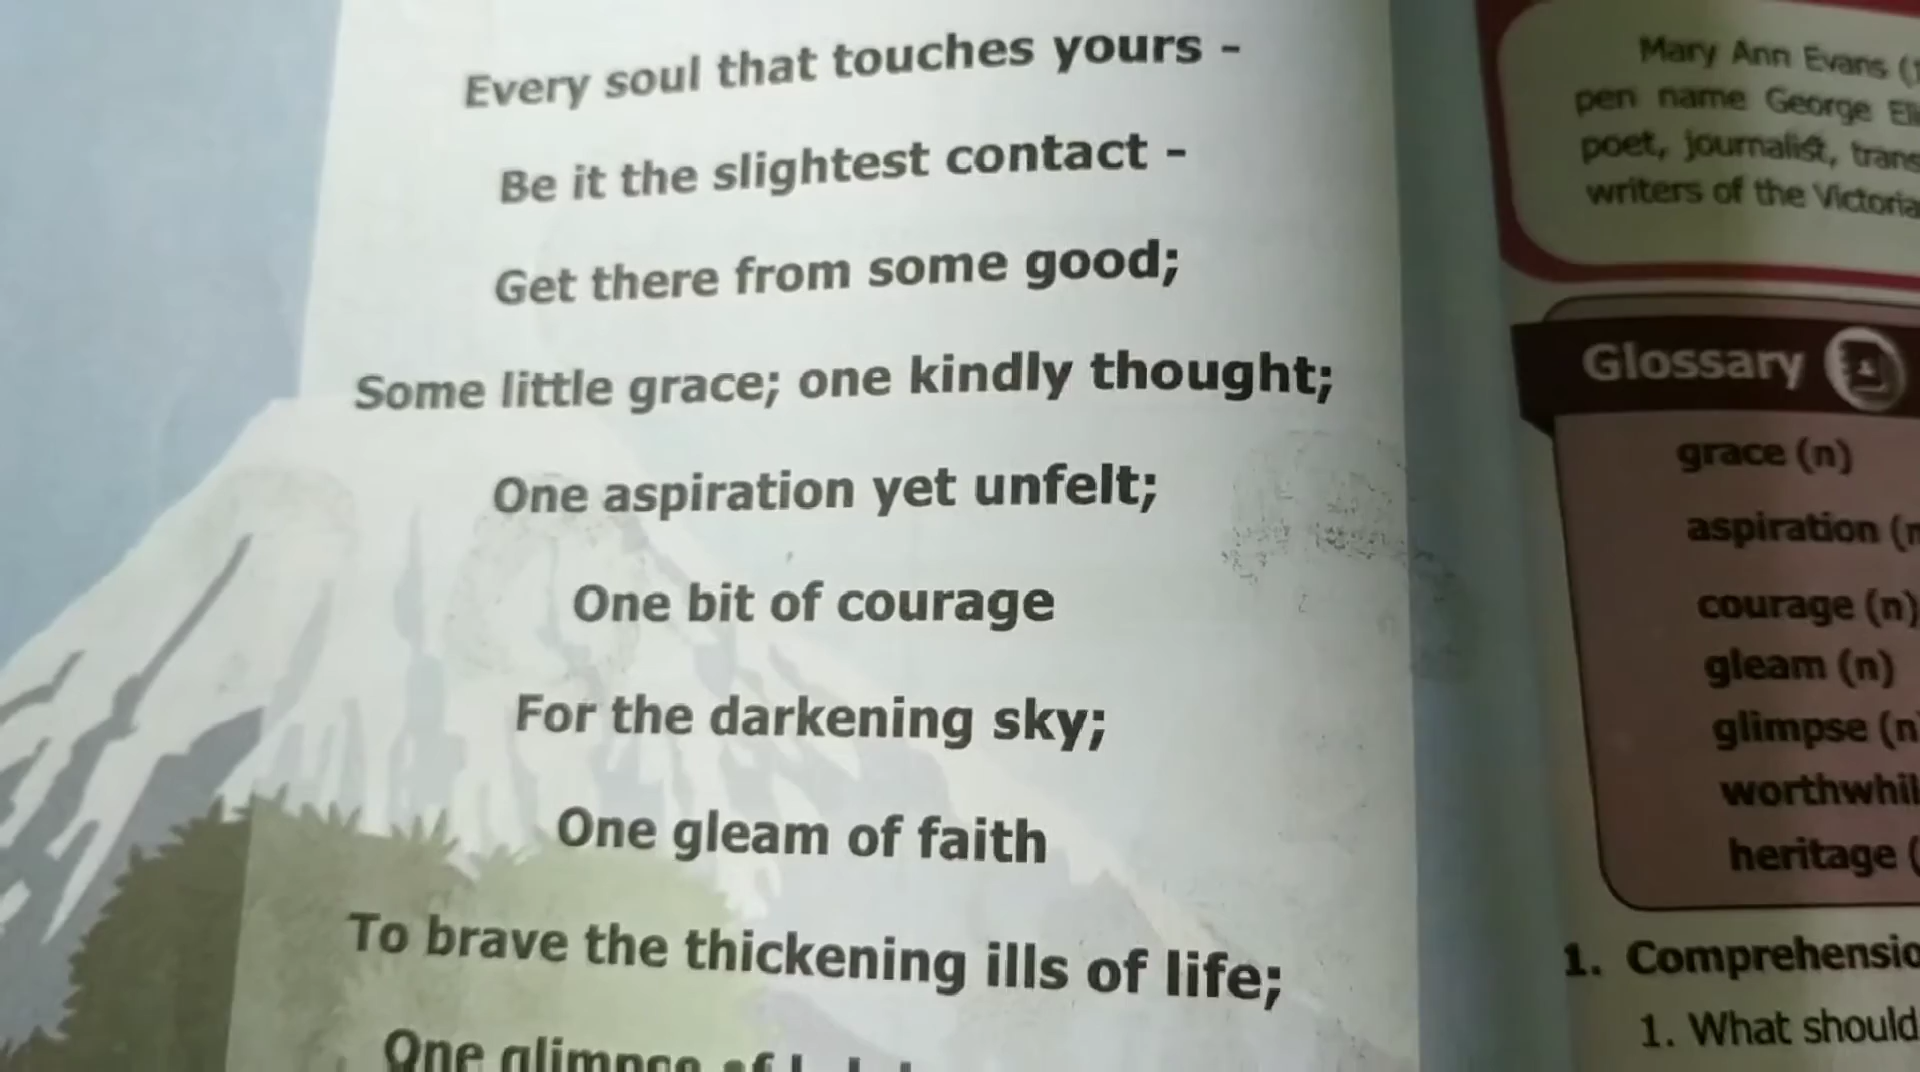 Every soul that touches yours -
Be it the slightest contact -
Get there from some good;
Some little grace; one kindly thought;
One aspiration yet unfelt;
One bit of courage
For the darkening sky;
One gleam of faith
To brave the thickening ills of life;
One glimpse of
Mary Ann Evans (
pen name George
poet, journalist,
writers of the
Glossary
grace (n)
aspiration (
courage (n)
gleam (n)
glimpse (n
heritage (
1.
1. What should